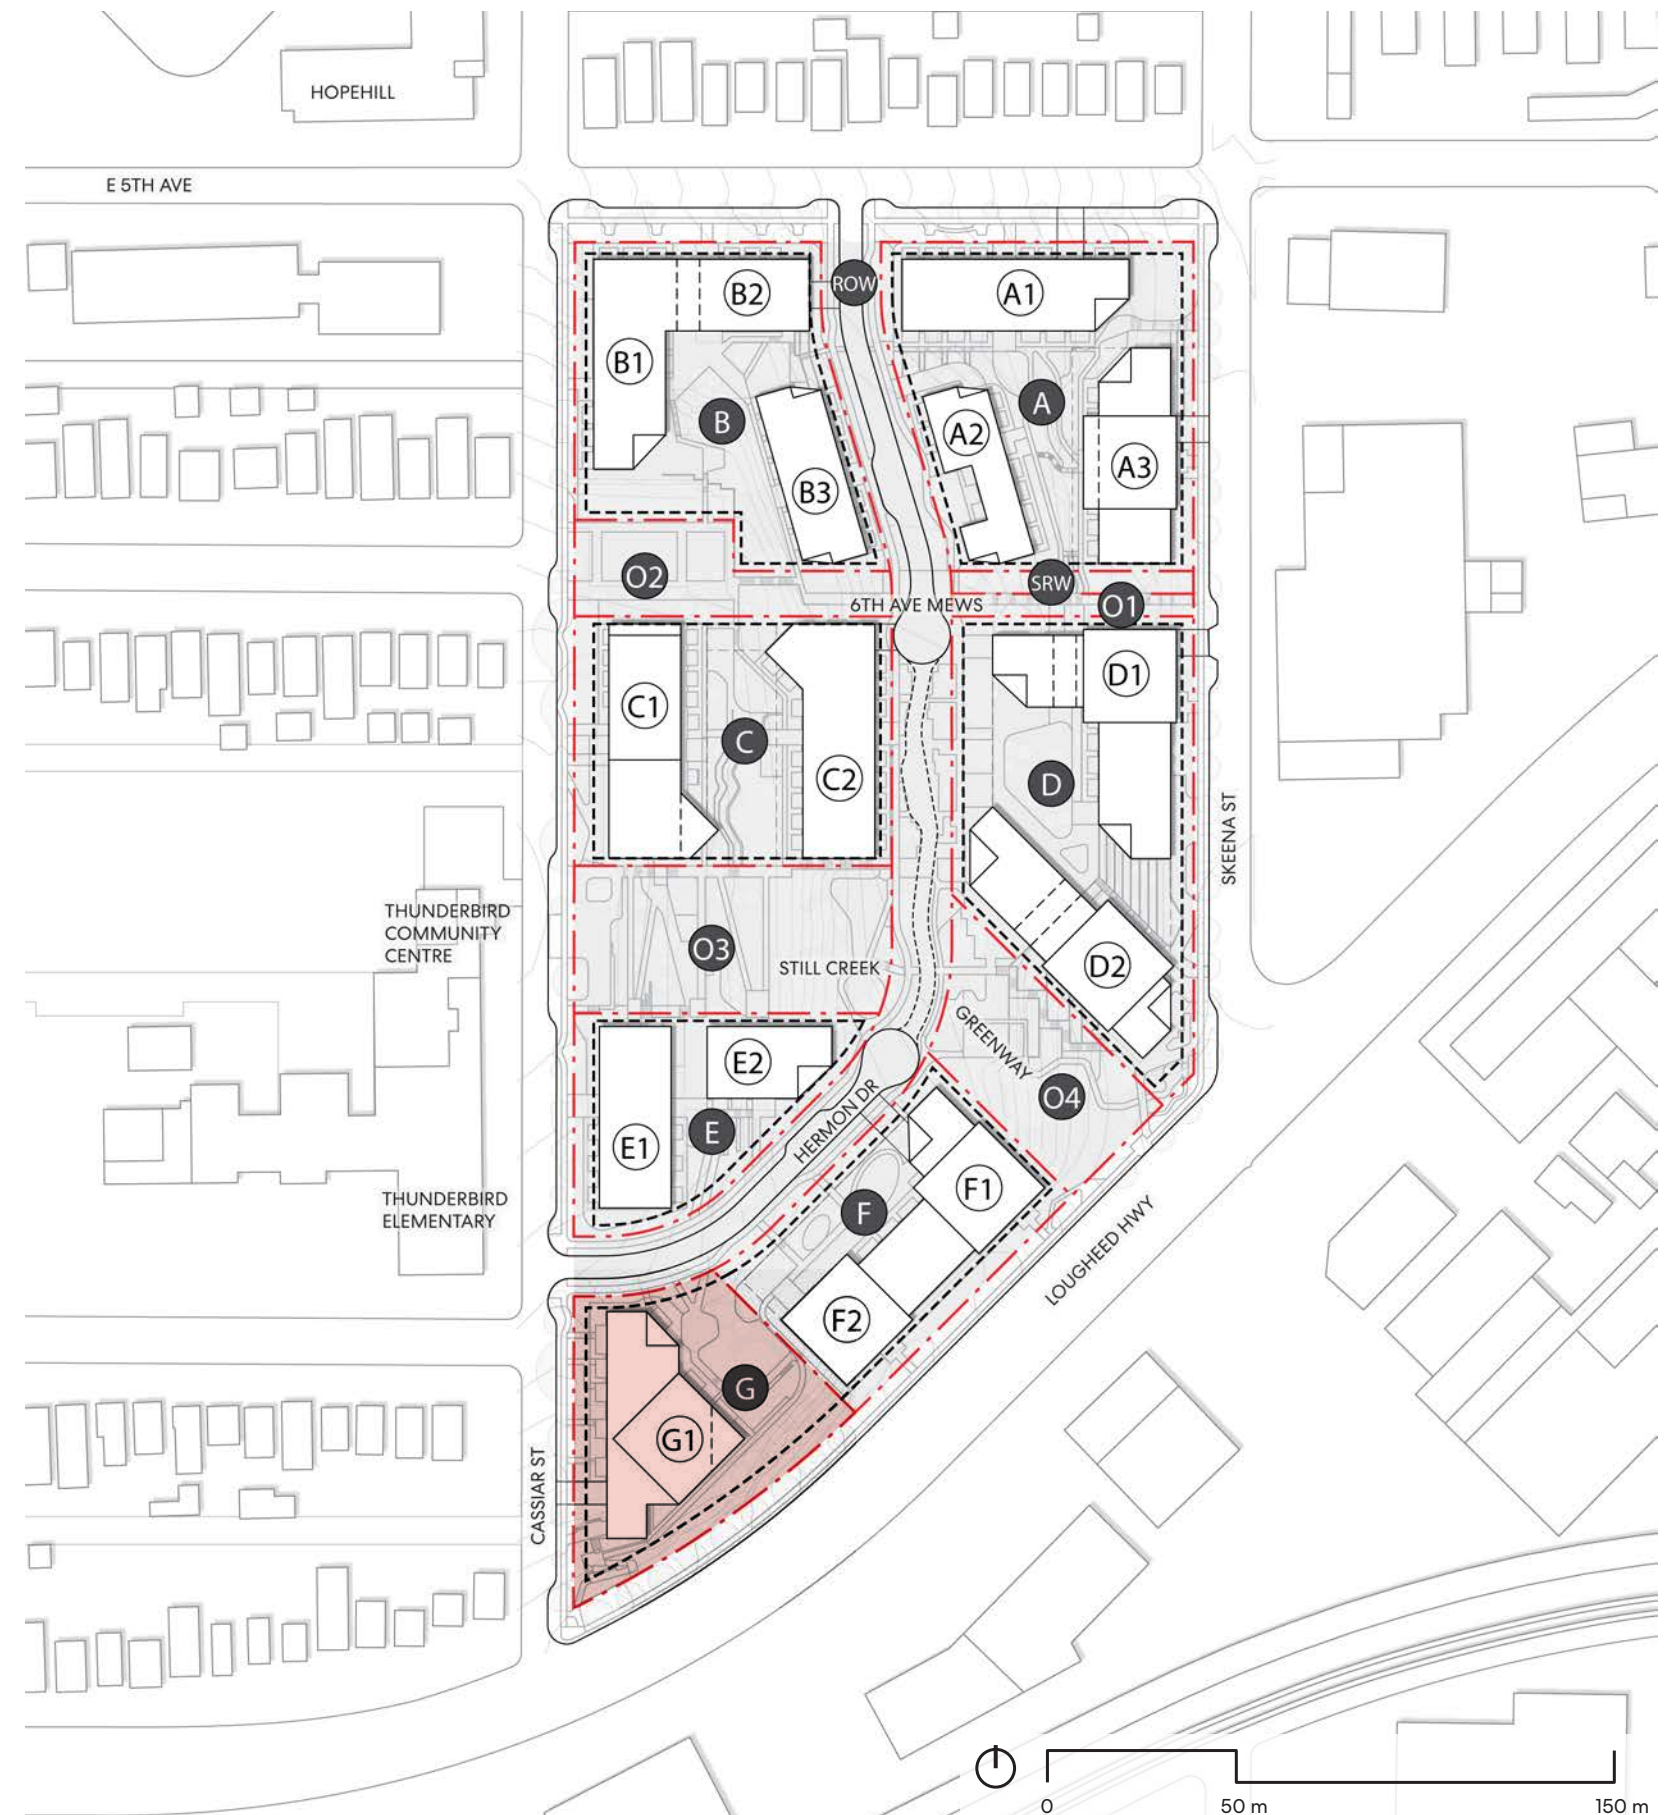 HOPEHILL
E 5TH AVE
ROW
B2
A1
B1
B
A
A2
A3
B3
O2
SRW
O1
6TH AVE MEWS
D1
C1
C
C2
D
SKEENA ST
THUNDERBIRD
COMMUNITY
CENTRE
O3
STILL CREEK
D2
GREENWAY
E2
O4
HERMON DR
E
E1
F1
THUNDERBIRD
ELEMENTARY
F
LOUGHEED HWY
F2
G
G1
CASSIAR ST
0
50 m
150 m